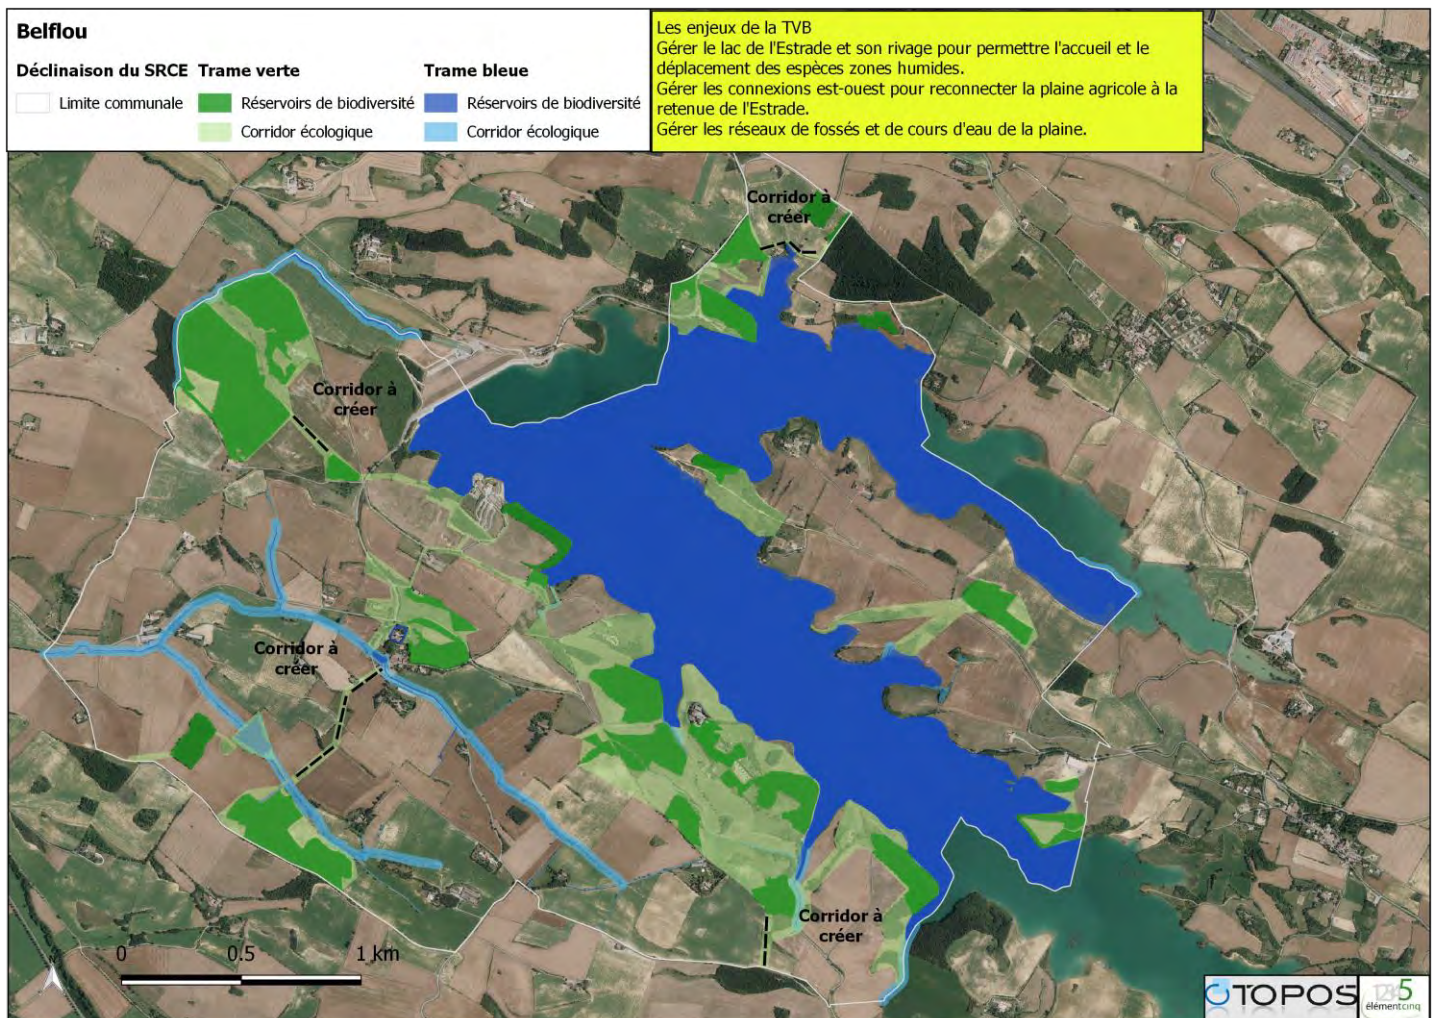 Belflou
Déclinaison du SRCE
Limite communale
Trame verte
Réservoirs de biodiversité
Corridor écologique
Trame bleue
Réservoirs de biodiversité
Corridor écologique
Les enjeux de la TVB
Gérer le lac de l'Estrade et son rivage pour permettre l'accueil et le
déplacement des espèces zones humides.
Gérer les connexions est-ouest pour reconnecter la plaine agricole à la
retenue de l'Estrade.
Gérer les réseaux de fossés et de cours d'eau de la plaine.
Corridor à
créer
Corridor à
créer
Corridor à
créer
Corridor à
créer
N
0 0.5 1 km
TOPOS
12345
élémentcinq